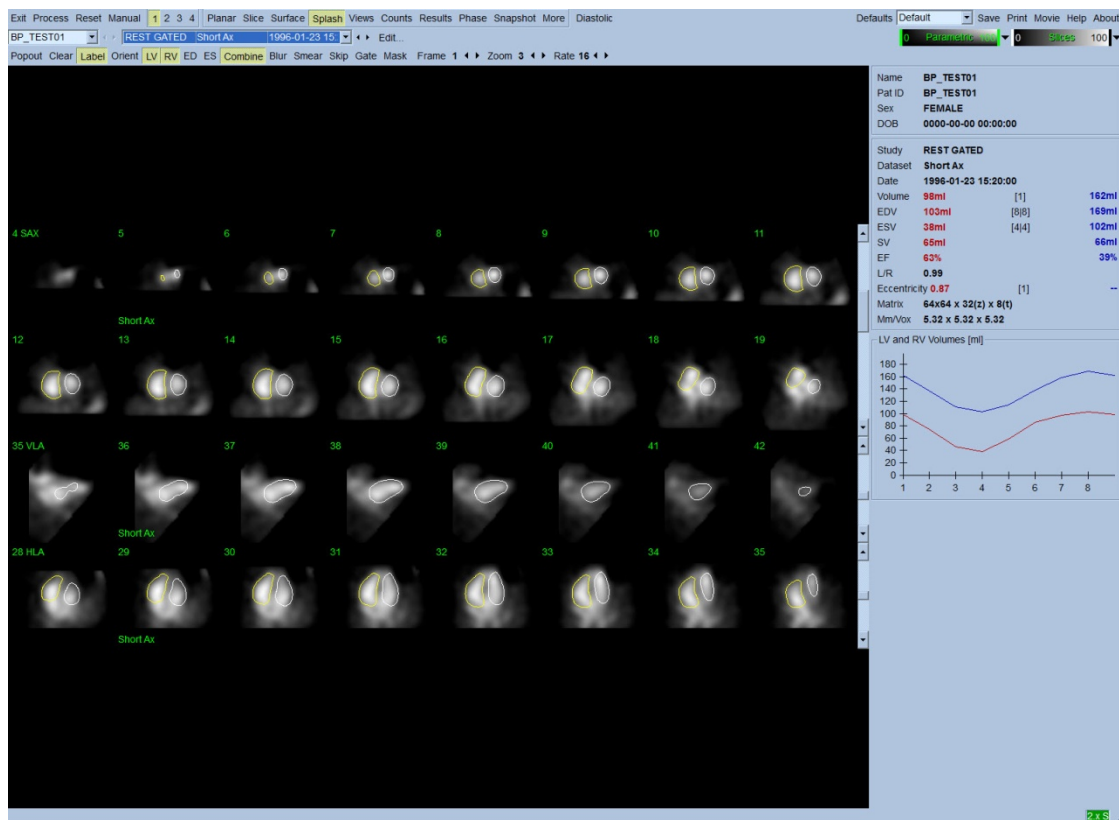 Exit Process Reset Manual 1 2 3 4 Planar Slice Surface Splash Views Counts Results Phase Snapshot More Diastolic Defaults Default Save Print Movie Help About
BP_TEST01 REST GATED Short Ax 1996-01-23 15: Edit... 0 Parametric 100 0 Slices 100
Popout Clear Label Orient LV RV ED ES Combine Blur Smear Skip Gate Mask Frame 1 Zoom 3 Rate 16
Name BP_TEST01
Pat ID BP_TEST01
Sex FEMALE
DOB 0000-00-00 00:00:00
Study REST GATED
Dataset Short Ax
Date 1996-01-23 15:20:00
Volume 98ml [1] 162ml
EDV 103ml [8|8] 169ml
ESV 38ml [4|4] 102ml
SV 65ml 66ml
EF 63% 39%
L/R 0.99
Eccentricity 0.87 [1] --
Matrix 64x64 x 32(z) x 8(t)
Mm/Vox 5.32 x 5.32 x 5.32
LV and RV Volumes [ml]
180
160
140
120
100
80
60
40
20
0
1 2 3 4 5 6 7 8
4 SAX 5 6 7 8 9 10 11
Short Ax
12 13 14 15 16 17 18 19
35 VLA 36 37 38 39 40 41 42
Short Ax
28 HLA 29 30 31 32 33 34 35
Short Ax
2 x S